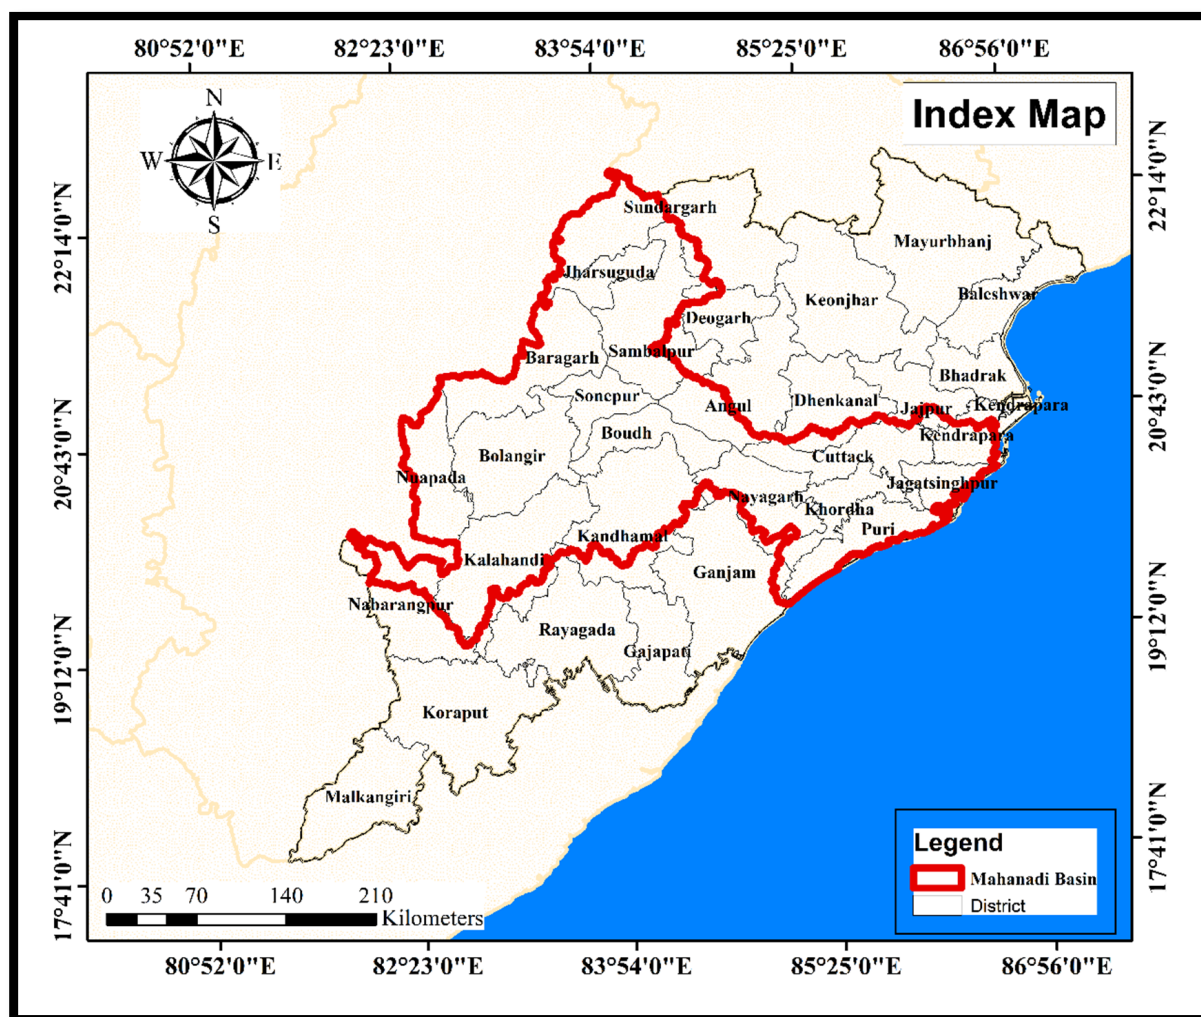 80°52'0"E 82°23'0"E 83°54'0"E 85°25'0"E 86°56'0"E
Index Map
N
W E
S
22°14'0"N
22°14'0"N
20°43'0"N
20°43'0"N
19°12'0"N
19°12'0"N
17°41'0"N
17°41'0"N
Sundargarh
Mayurbhanj
Jharsuguda
Keonjhar
Baleshwar
Deogarh
Baragarh
Sambalpur
Bhadrak
Sonepur
Angul
Dhenkanal
Jajpur
Kendrapara
Boudh
Kendrapara
Bolangir
Cuttack
Nuapada
Jagatsinghpur
Nayagarh
Khordha
Puri
Kandhamal
Kalahandi
Ganjam
Nabarangpur
Rayagada
Gajapati
Koraput
Malkangiri
Legend
Mahanadi Basin
District
0 35 70 140 210
Kilometers
80°52'0"E 82°23'0"E 83°54'0"E 85°25'0"E 86°56'0"E